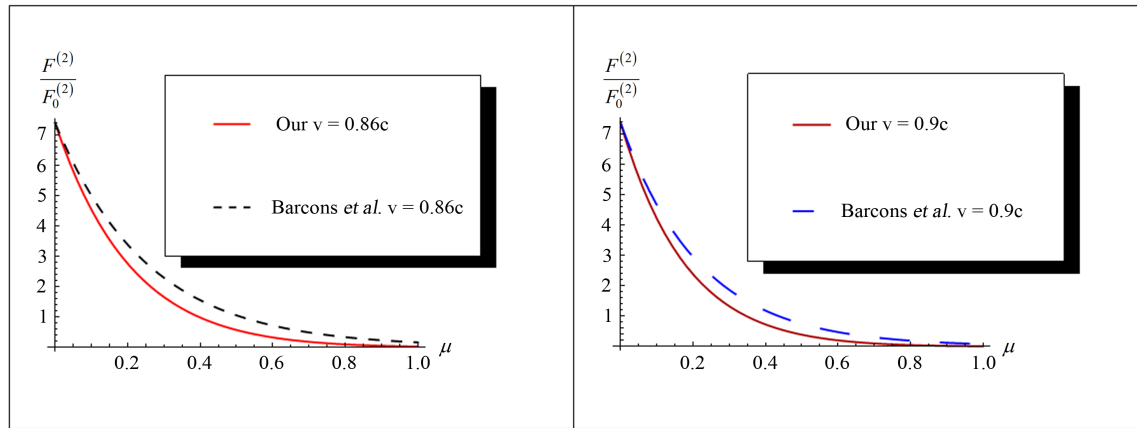 F^(2)
F_0^(2)
7
6
5
4
3
2
1
0.2 0.4 0.6 0.8 1.0 μ
Our v = 0.86c
Barcons et al. v = 0.86c
F^(2)
F_0^(2)
7
6
5
4
3
2
1
0.2 0.4 0.6 0.8 1.0 μ
Our v = 0.9c
Barcons et al. v = 0.9c